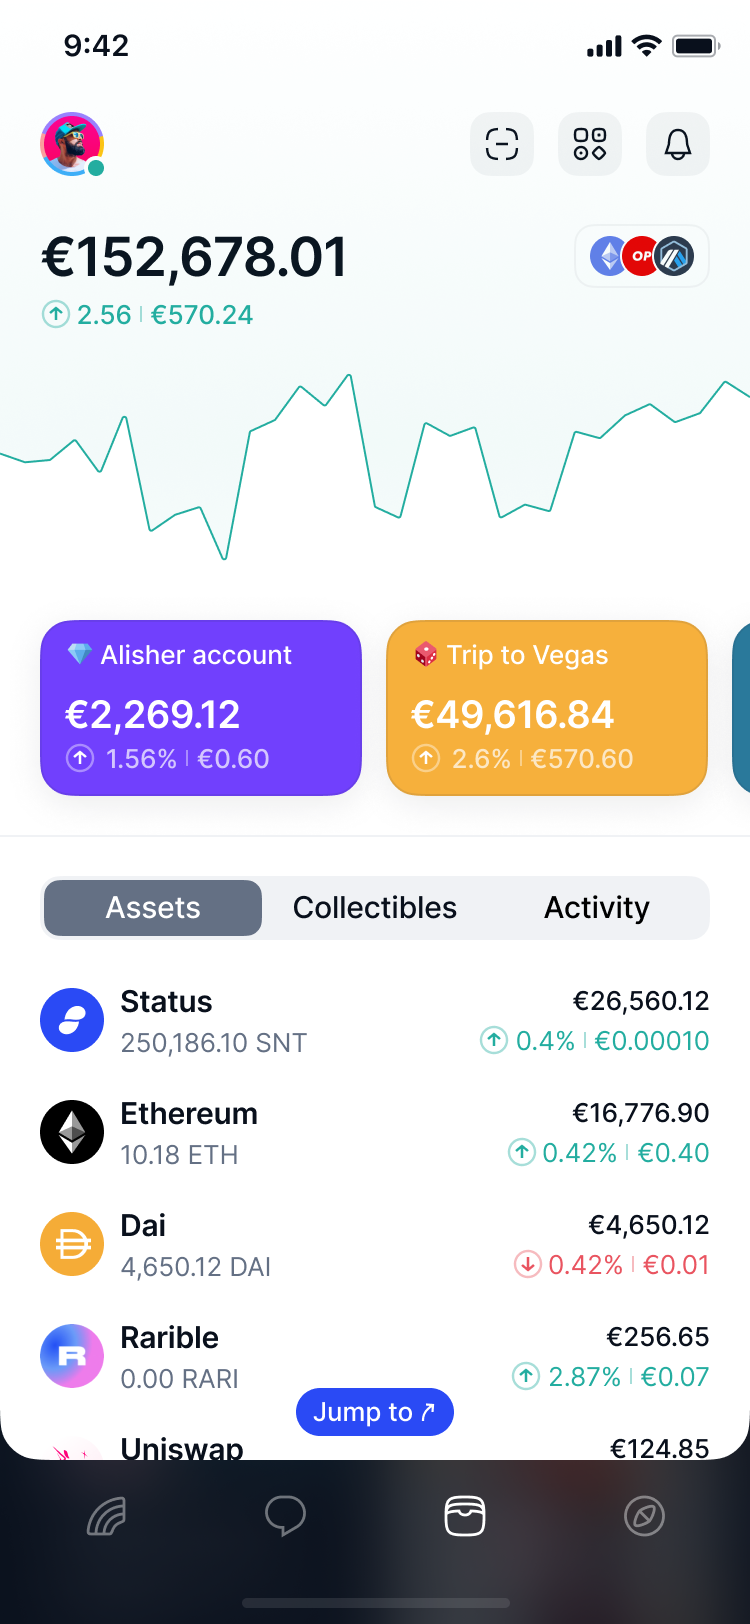 9:42
€152,678.01
OP
2.56 | €570.24
💎 Alisher account
€2,269.12
1.56% | €0.60
🎲 Trip to Vegas
€49,616.84
2.6% | €570.60
Assets
Collectibles
Activity
Status
€26,560.12
250,186.10 SNT
0.4% | €0.00010
Ethereum
€16,776.90
10.18 ETH
0.42% | €0.40
Dai
€4,650.12
4,650.12 DAI
0.42% | €0.01
R
Rarible
€256.65
0.00 RARI
2.87% | €0.07
Jump to ↗
Uniswap
€124.85